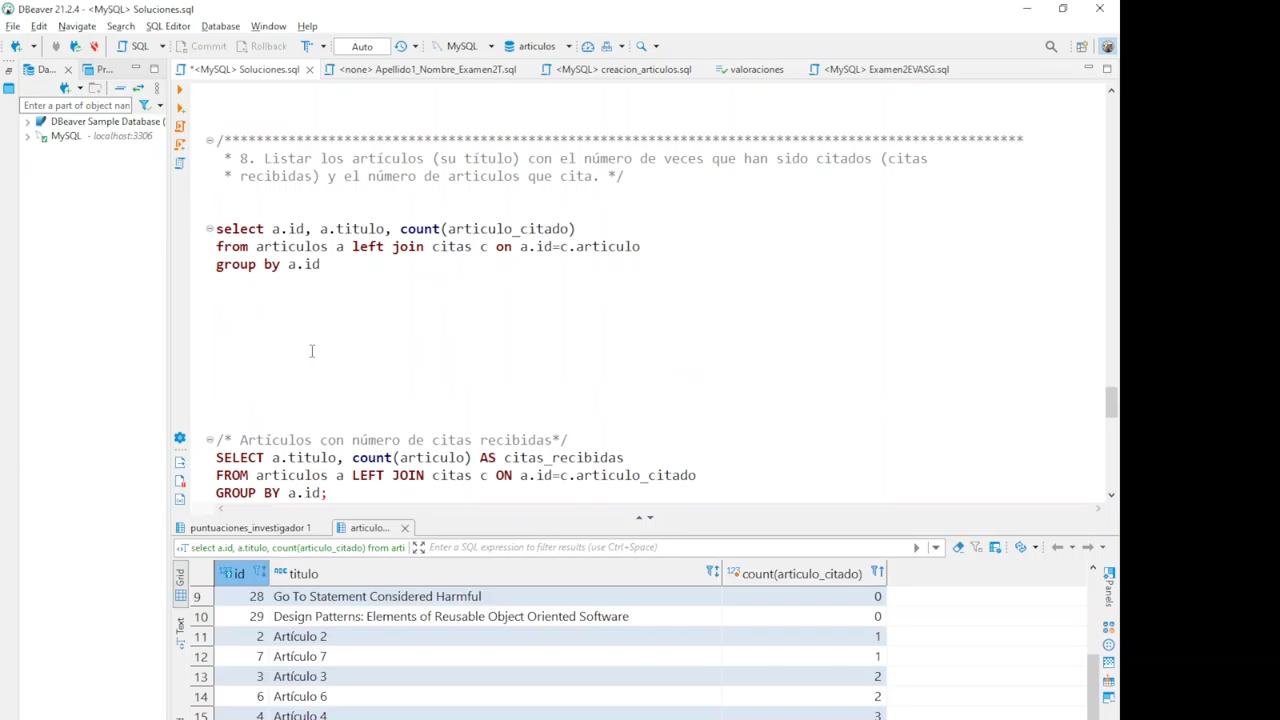 DBeaver 21.2.4 - <MySQL> Soluciones.sql
File Edit Navigate Search SQL Editor Database Window Help
SQL Commit Rollback Auto MySQL articulos
Da... Pr... *<MySQL> Soluciones.sql <none> Apellido1_Nombre_Examen2T.sql <MySQL> creacion_articulos.sql valoraciones <MySQL> Examen2EVASG.sql
Enter a part of object nam
DBeaver Sample Database (
MySQL - localhost:3306
/****************************************************************************************************
* 8. Listar los artículos (su título) con el número de veces que han sido citados (citas
* recibidas) y el número de articulos que cita. */
select a.id, a.titulo, count(articulo_citado)
from articulos a left join citas c on a.id=c.articulo
group by a.id
/* Artículos con número de citas recibidas*/
SELECT a.titulo, count(articulo) AS citas_recibidas
FROM articulos a LEFT JOIN citas c ON a.id=c.articulo_citado
GROUP BY a.id;
puntuaciones_investigador 1 articulo...
select a.id, a.titulo, count(articulo_citado) from arti Enter a SQL expression to filter results (use Ctrl+Space)
Grid
Text
Panels
id titulo count(articulo_citado)
9 28 Go To Statement Considered Harmful 0
10 29 Design Patterns: Elements of Reusable Object Oriented Software 0
11 2 Artículo 2 1
12 7 Artículo 7 1
13 3 Artículo 3 2
14 6 Artículo 6 2
15 4 Artículo 4 3